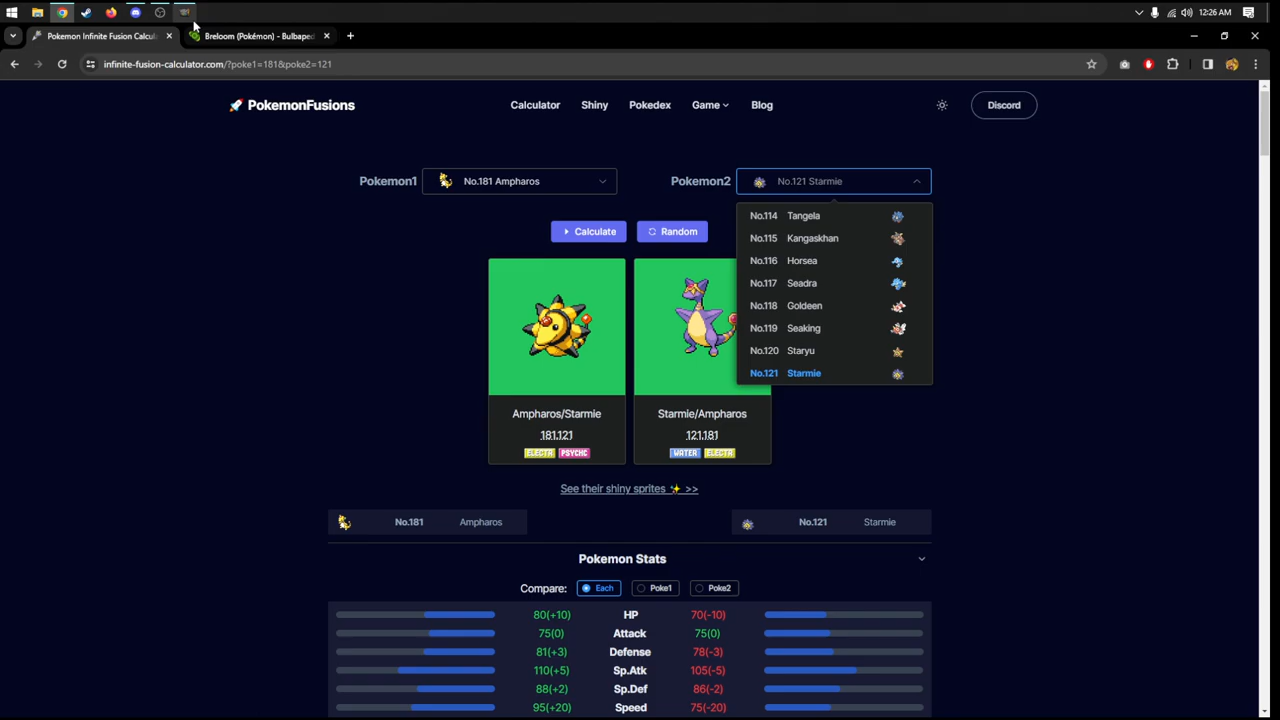 12:26 AM
Pokemon Infinite Fusion Calcula
Breloom (Pokémon) - Bulbaped
infinite-fusion-calculator.com/?poke1=181&poke2=121
PokemonFusions
Calculator Shiny Pokedex Game Blog
Discord
Pokemon1 No.181 Ampharos
Pokemon2 No.121 Starmie
Calculate Random
No.114 Tangela
No.115 Kangaskhan
No.116 Horsea
No.117 Seadra
No.118 Goldeen
No.119 Seaking
No.120 Staryu
No.121 Starmie
Ampharos/Starmie
181.121
ELECTR PSYCHC
Starmie/Ampharos
121.181
WATER ELECTR
See their shiny sprites ✨ >>
No.181 Ampharos
No.121 Starmie
Pokemon Stats
Compare: Each Poke1 Poke2
80(+10) HP 70(-10)
75(0) Attack 75(0)
81(+3) Defense 78(-3)
110(+5) Sp.Atk 105(-5)
88(+2) Sp.Def 86(-2)
95(+20) Speed 75(-20)